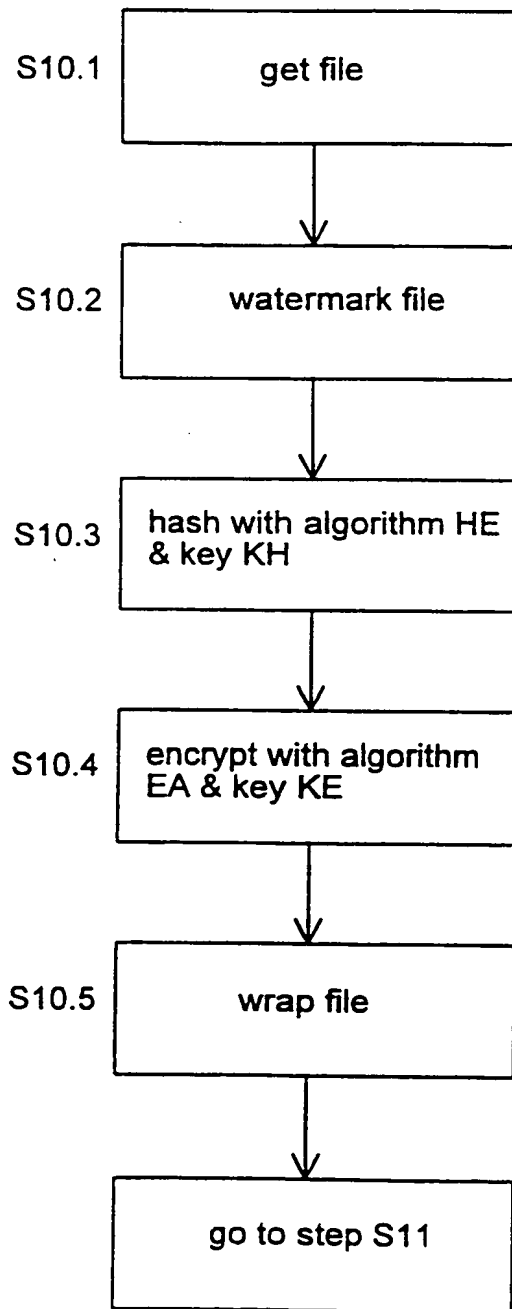 S10.1
get file
S10.2
watermark file
S10.3
hash with algorithm HE
& key KH
S10.4
encrypt with algorithm
EA & key KE
S10.5
wrap file
go to step S11